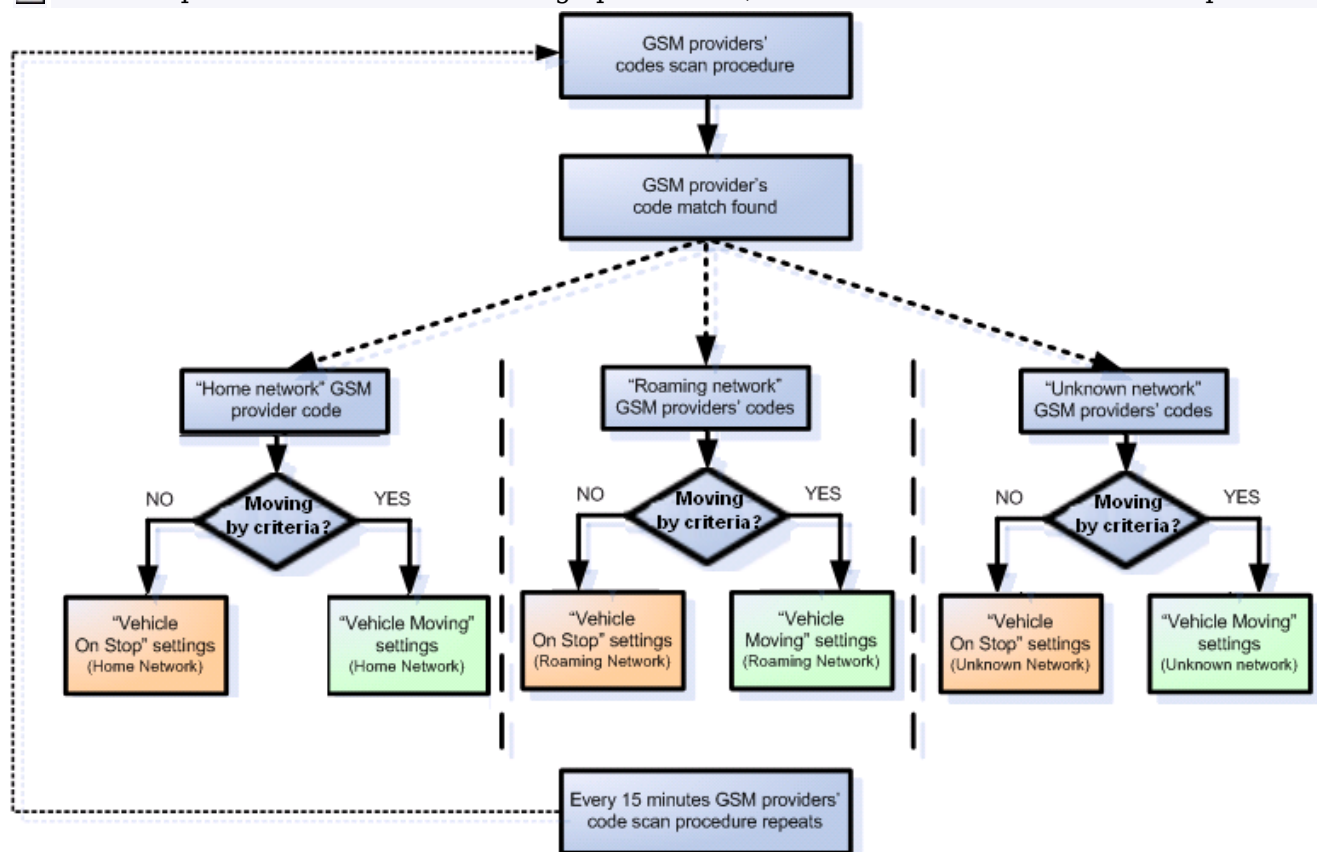 GSM providers'
codes scan procedure
GSM provider's
code match found
"Home network" GSM
provider code
"Roaming network"
GSM providers' codes
"Unknown network"
GSM providers' codes
NO
Moving
by criteria?
YES
NO
Moving
by criteria?
YES
NO
Moving
by criteria?
YES
"Vehicle
On Stop" settings
(Home Network)
"Vehicle Moving"
settings
(Home Network)
"Vehicle
On Stop" settings
(Roaming Network)
"Vehicle
Moving" settings
(Roaming Network)
"Vehicle
On Stop" settings
(Unknown Network)
"Vehicle Moving"
settings
(Unknown network)
Every 15 minutes GSM providers'
code scan procedure repeats